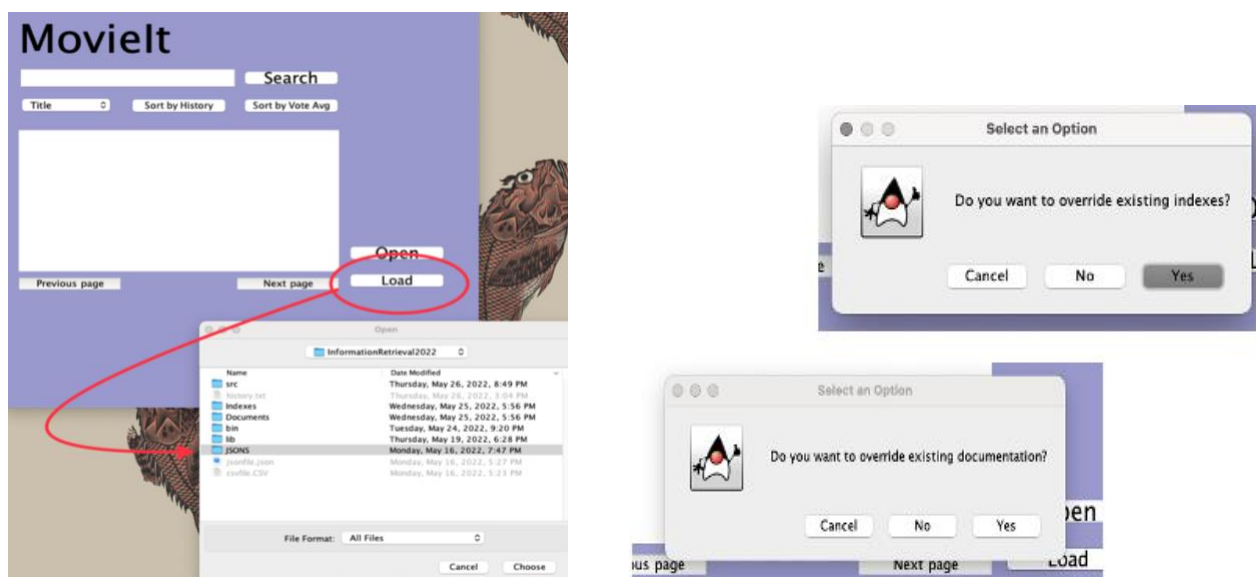 MovieIt
Search
Title Sort by History Sort by Vote Avg
Open
Load
Previous page Next page
Open
InformationRetrieval2022
Name Date Modified
src Thursday, May 26, 2022, 8:49 PM
history.txt Thursday, May 26, 2022, 3:04 PM
Indexes Wednesday, May 25, 2022, 5:56 PM
Documents Wednesday, May 25, 2022, 5:56 PM
bin Tuesday, May 24, 2022, 9:20 PM
lib Thursday, May 19, 2022, 6:28 PM
JSONS Monday, May 16, 2022, 7:47 PM
jsonfile.json Monday, May 16, 2022, 5:27 PM
csvfile.CSV Monday, May 16, 2022, 5:23 PM
File Format: All Files
Cancel Choose
Select an Option
Do you want to override existing indexes?
Cancel No Yes
Select an Option
Do you want to override existing documentation?
Cancel No Yes
pen
us page Next page Load